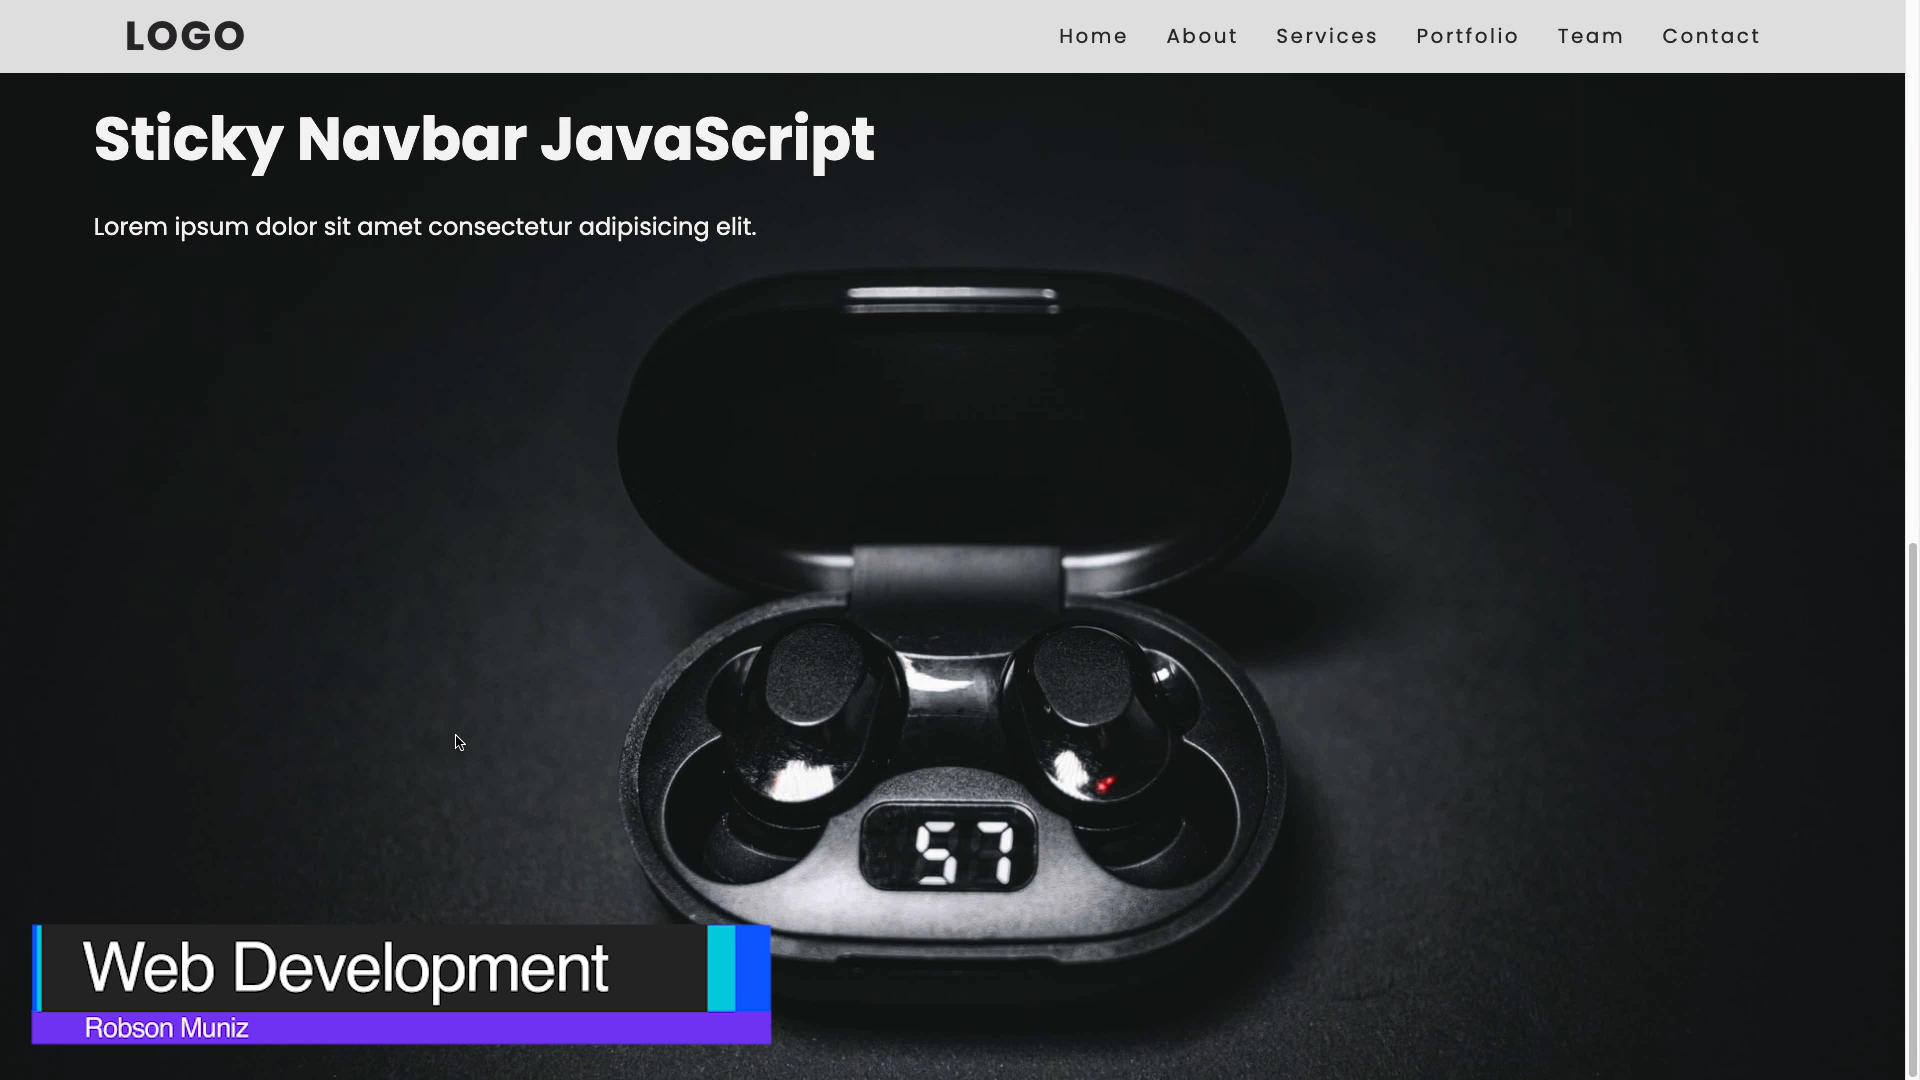 LOGO
Home About Services Portfolio Team Contact
Sticky Navbar JavaScript
Lorem ipsum dolor sit amet consectetur adipisicing elit.
57
Web Development
Robson Muniz